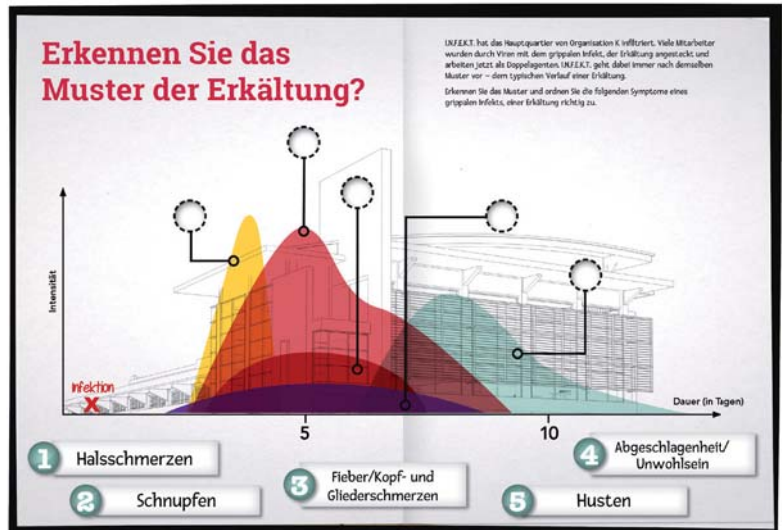 Erkennen Sie das
Muster der Erkältung?
I.N.F.E.K.T. hat das Hauptquartier von Organisation K infiltriert. Viele Mitarbeiter
wurden durch Viren mit dem grippalen Infekt, der Erkältung angesteckt und
arbeiten jetzt als Doppelagenten. I.N.F.E.K.T. geht dabei immer nach demselben
Muster vor – dem typischen Verlauf einer Erkältung.
Erkennen Sie das Muster und ordnen Sie die folgenden Symptome eines
grippalen Infekts, einer Erkältung richtig zu.
Intensität
Infektion
X
Dauer (in Tagen)
5
10
1 Halsschmerzen
2 Schnupfen
3 Fieber/Kopf- und
Gliederschmerzen
4 Abgeschlagenheit/
Unwohlsein
5 Husten